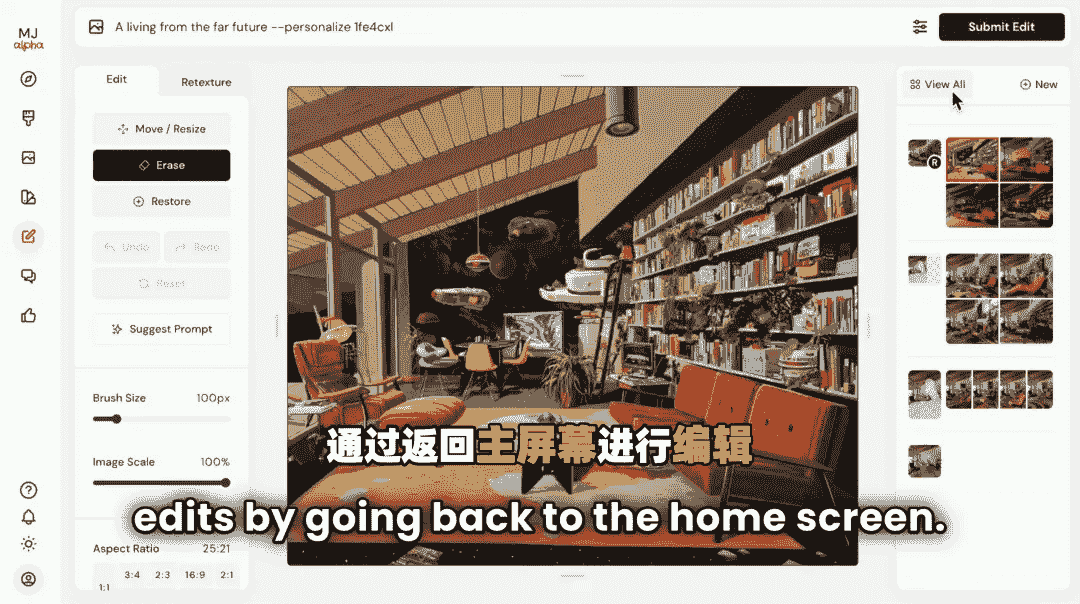 MJ
alpha
A living from the far future --personalize 1fe4cxl
Submit Edit
Edit
Retexture
Move / Resize
Erase
Restore
Undo
Redo
Reset
Suggest Prompt
Brush Size
100px
Image Scale
100%
Aspect Ratio
25:21
1:1
3:4
2:3
16:9
2:1
View All
New
R
通过返回主屏幕进行编辑
edits by going back to the home screen.